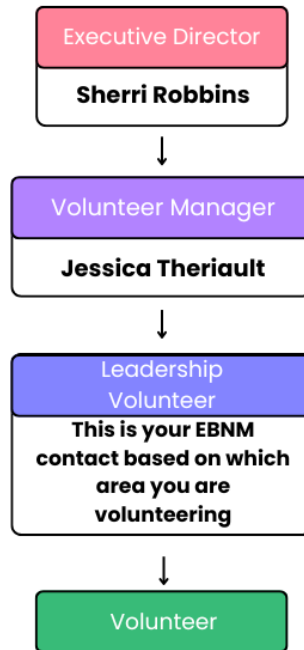 Executive Director
Sherri Robbins
Volunteer Manager
Jessica Theriault
Leadership
Volunteer
This is your EBNM
contact based on which
area you are
volunteering
Volunteer